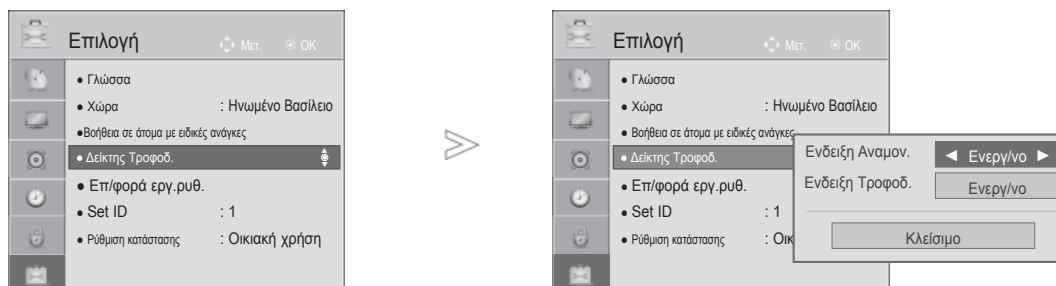 Επιλογή
Μετ. OK
● Γλώσσα
● Χώρα : Ηνωμένο Βασίλειο
●Βοήθεια σε άτομα με ειδικές ανάγκες
● Δείκτης Τροφοδ.
● Επ/φορά εργ.ρυθ.
● Set ID : 1
● Ρύθμιση κατάστασης : Οικιακή χρήση
>
Επιλογή
Μετ. OK
● Γλώσσα
● Χώρα : Ηνωμένο Βασίλειο
● Βοήθεια σε άτομα με ειδικές ανάγκες
● Δείκτης Τροφοδ.
● Επ/φορά εργ.ρυθ.
● Set ID : 1
● Ρύθμιση κατάστασης : Οικ
Ενδειξη Αναμον. ◄ Ενεργ/νο ►
Ενδειξη Τροφοδ. Ενεργ/νο
Κλείσιμο